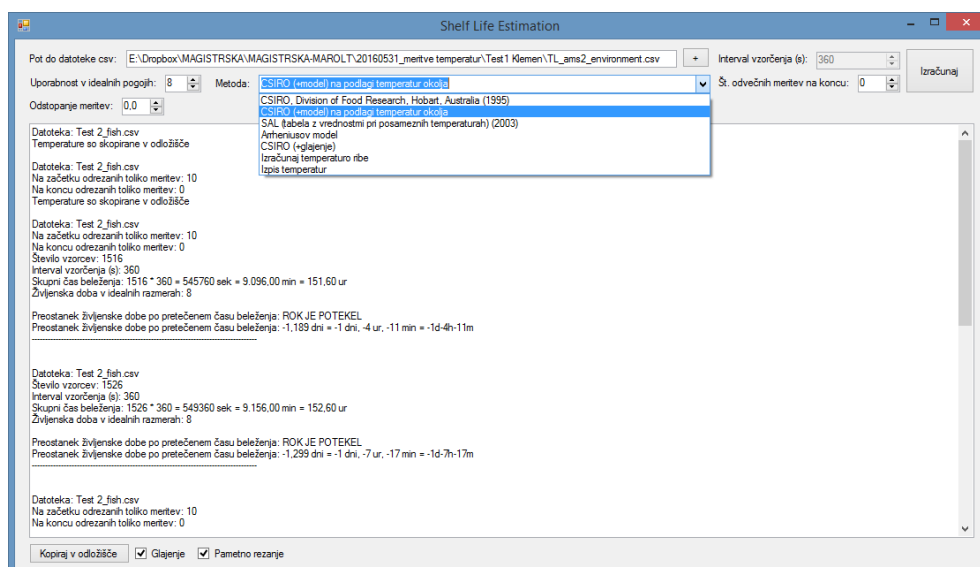 Shelf Life Estimation
Pot do datoteke csv: E:\Dropbox\MAGISTRSKA\MAGISTRSKA-MAROLT\20160531_meritve temperatur\Test1 Klemen\TL_ams2_environment.csv + Interval vzorčenja (s): 360 Izračunaj
Uporabnost v idealnih pogojih: 8 Metoda: CSIRO (+model) na podlagi temperatur okolja Št. odvečnih meritev na koncu: 0
Odstopanje meritev: 0,0
CSIRO, Division of Food Research, Hobart, Australia (1995)
CSIRO (+model) na podlagi temperatur okolja
SAL (tabela z vrednostmi pri posameznih temperaturah) (2003)
Arrheniusov model
CSIRO (+glajenje)
Izračunaj temperaturo ribe
Izpis temperatur
Datoteka: Test 2_fish.csv
Temperature so skopirane v odložišče
Datoteka: Test 2_fish.csv
Na začetku odrezanih toliko meritev: 10
Na koncu odrezanih toliko meritev: 0
Temperature so skopirane v odložišče
Datoteka: Test 2_fish.csv
Na začetku odrezanih toliko meritev: 10
Na koncu odrezanih toliko meritev: 0
Število vzorcev: 1516
Interval vzorčenja (s): 360
Skupni čas beleženja: 1516 * 360 = 545760 sek = 9.096,00 min = 151,60 ur
Življenska doba v idealnih razmerah: 8
Preostanek življenske dobe po pretečenem času beleženja: ROK JE POTEKEL
Preostanek življenske dobe po pretečenem času beleženja: -1,189 dni = -1 dni, -4 ur, -11 min = -1d-4h-11m
--------------------------------------------------------------------------------
Datoteka: Test 2_fish.csv
Število vzorcev: 1526
Interval vzorčenja (s): 360
Skupni čas beleženja: 1526 * 360 = 549360 sek = 9.156,00 min = 152,60 ur
Življenska doba v idealnih razmerah: 8
Preostanek življenske dobe po pretečenem času beleženja: ROK JE POTEKEL
Preostanek življenske dobe po pretečenem času beleženja: -1,299 dni = -1 dni, -7 ur, -17 min = -1d-7h-17m
--------------------------------------------------------------------------------
Datoteka: Test 2_fish.csv
Na začetku odrezanih toliko meritev: 10
Na koncu odrezanih toliko meritev: 0
Kopiraj v odložišče Glajenje Pametno rezanje